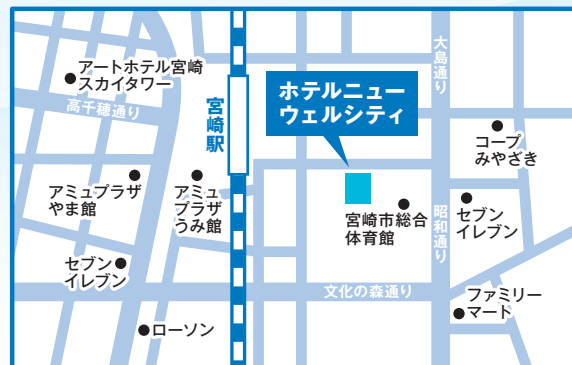 アートホテル宮崎
スカイタワー
高千穂通り
宮崎駅
ホテルニュー
ウェルシティ
大島通り
コープ
みやざき
アミュプラザ
やま館
アミュ
プラザ
うみ館
宮崎市総合
体育館
昭和通り
セブン
イレブン
セブン
イレブン
文化の森通り
ファミリー
マート
ローソン